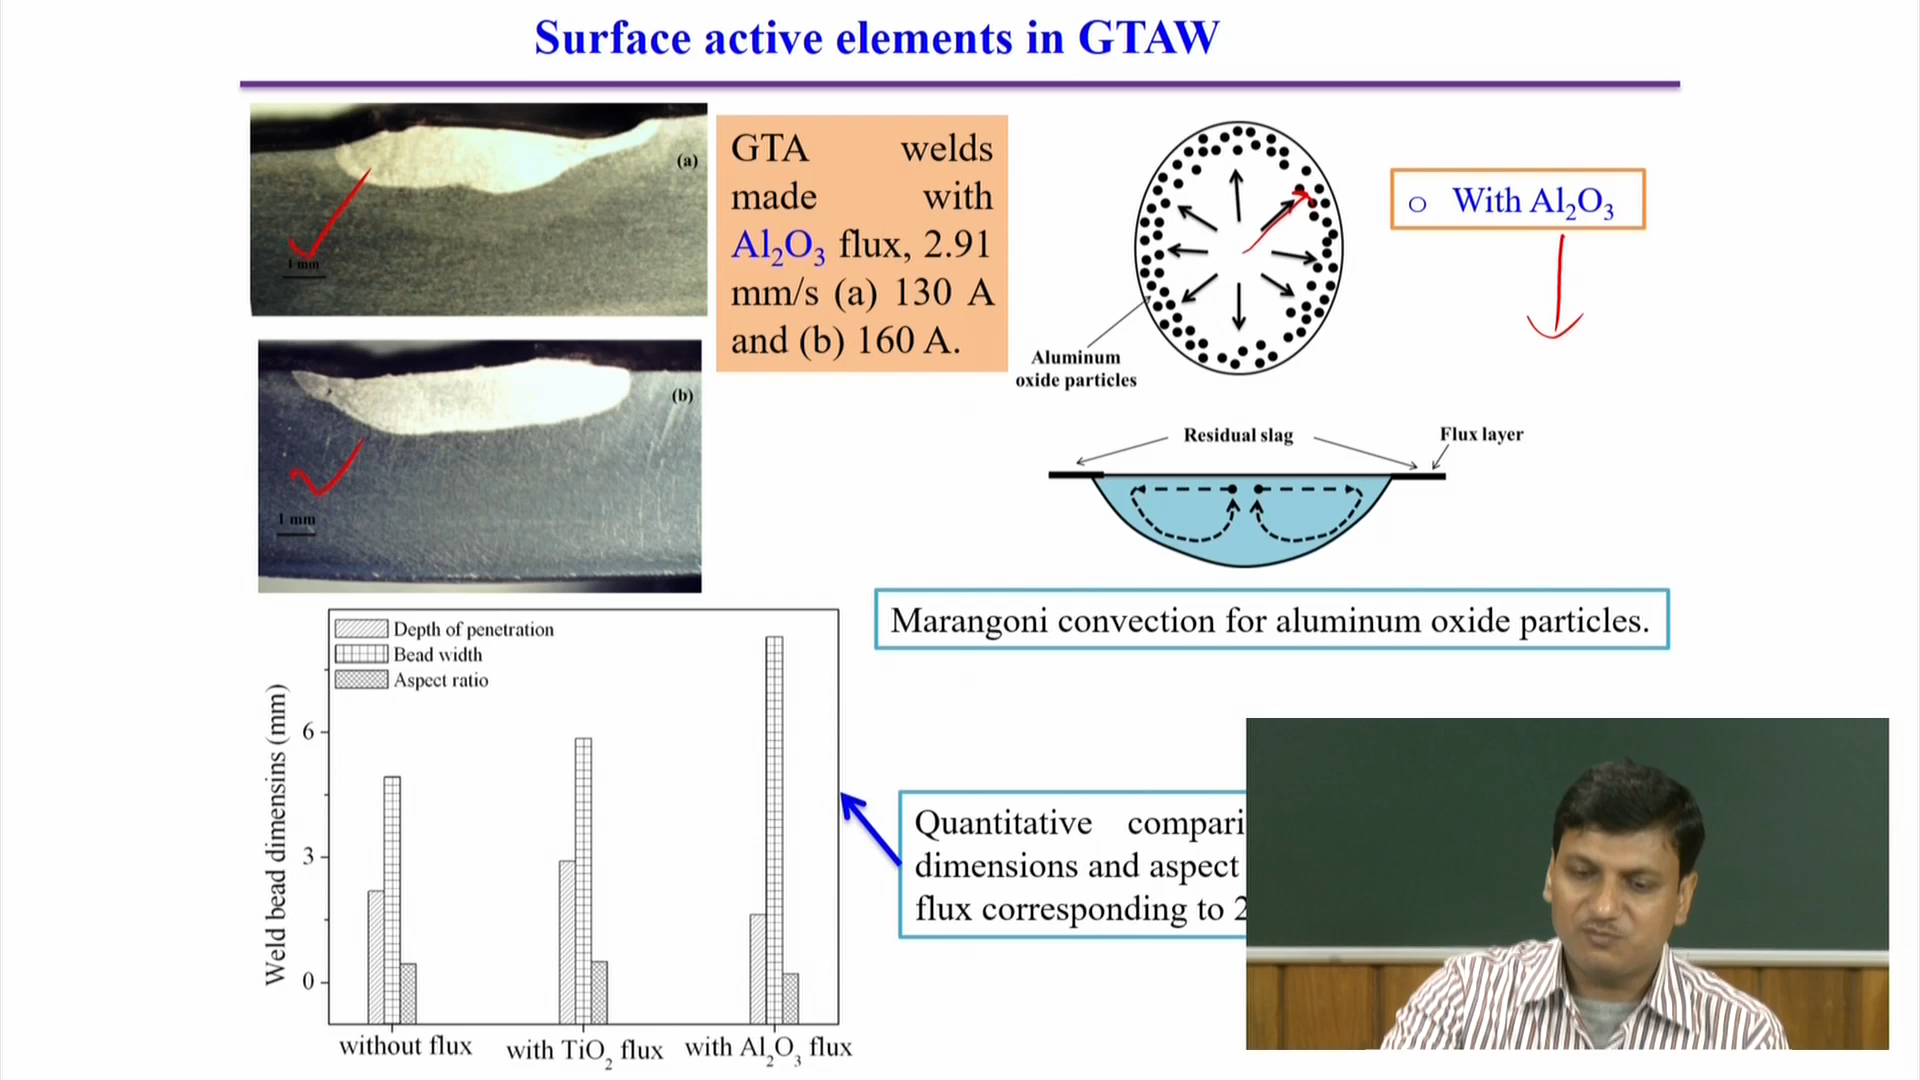 Surface active elements in GTAW
(a)
1 mm
GTA welds
made with
Al₂O₃ flux, 2.91
mm/s (a) 130 A
and (b) 160 A.
(b)
1 mm
Aluminum
oxide particles
○ With Al₂O₃
Residual slag
Flux layer
Marangoni convection for aluminum oxide particles.
Depth of penetration
Bead width
Aspect ratio
Weld bead dimensins (mm)
6
3
0
without flux
with TiO₂ flux
with Al₂O₃ flux
Quantitative
dimensions and aspect
flux corresponding to